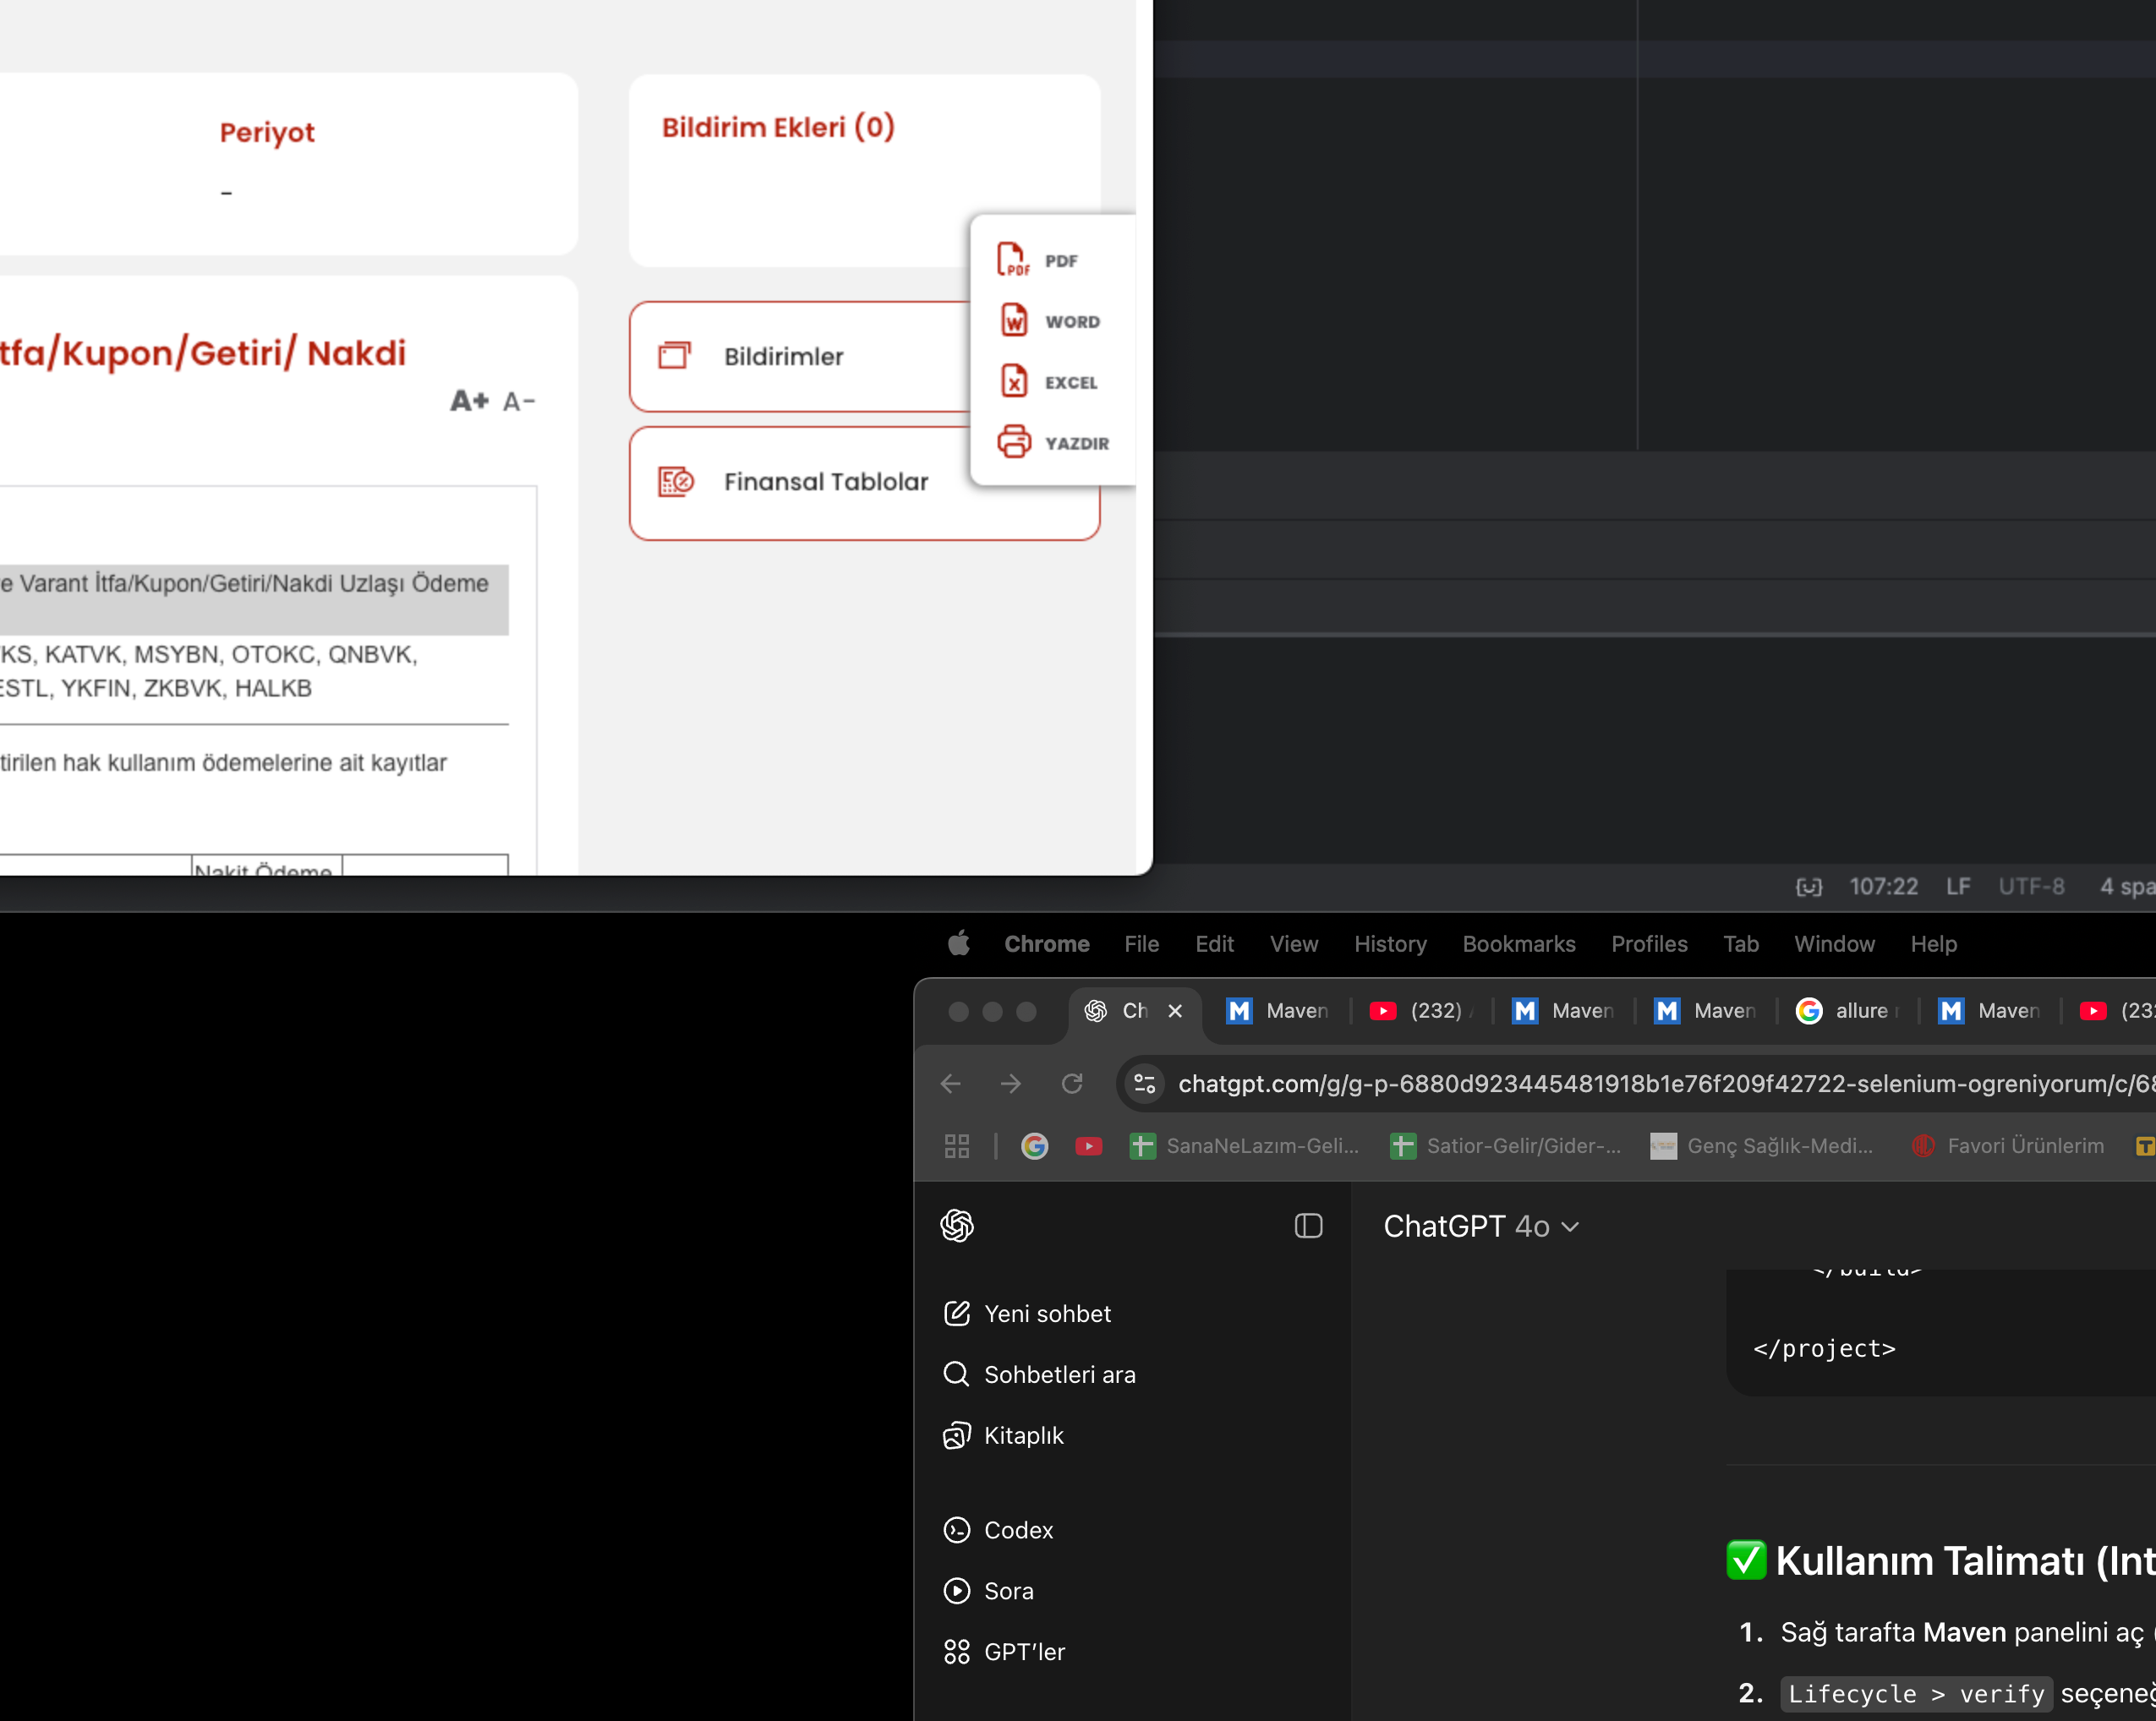 Periyot
-
Bildirim Ekleri (0)
PDF
WORD
EXCEL
YAZDIR
Bildirimler
Finansal Tablolar
tfa/Kupon/Getiri/ Nakdi
A+ A-
e Varant İtfa/Kupon/Getiri/Nakdi Uzlaşı Ödeme
KS, KATVK, MSYBN, OTOKC, QNBVK,
ESTL, YKFIN, ZKBVK, HALKB
tirilen hak kullanım ödemelerine ait kayıtlar
Nakit Ödeme
107:22 LF UTF-8 4 spa
Chrome File Edit View History Bookmarks Profiles Tab Window Help
Ch Maven (232) Maven Maven allure Maven (23
chatgpt.com/g/g-p-6880d923445481918b1e76f209f42722-selenium-ogreniyorum/c/68
SanaNeLazım-Geli... Satior-Gelir/Gider-... Genç Sağlık-Medi... Favori Ürünlerim
ChatGPT 4o
Yeni sohbet
Sohbetleri ara
Kitaplık
Codex
Sora
GPT'ler
</build>
</project>
✅ Kullanım Talimatı (Int
1. Sağ tarafta Maven panelini aç (
2. Lifecycle > verify seçeneğ